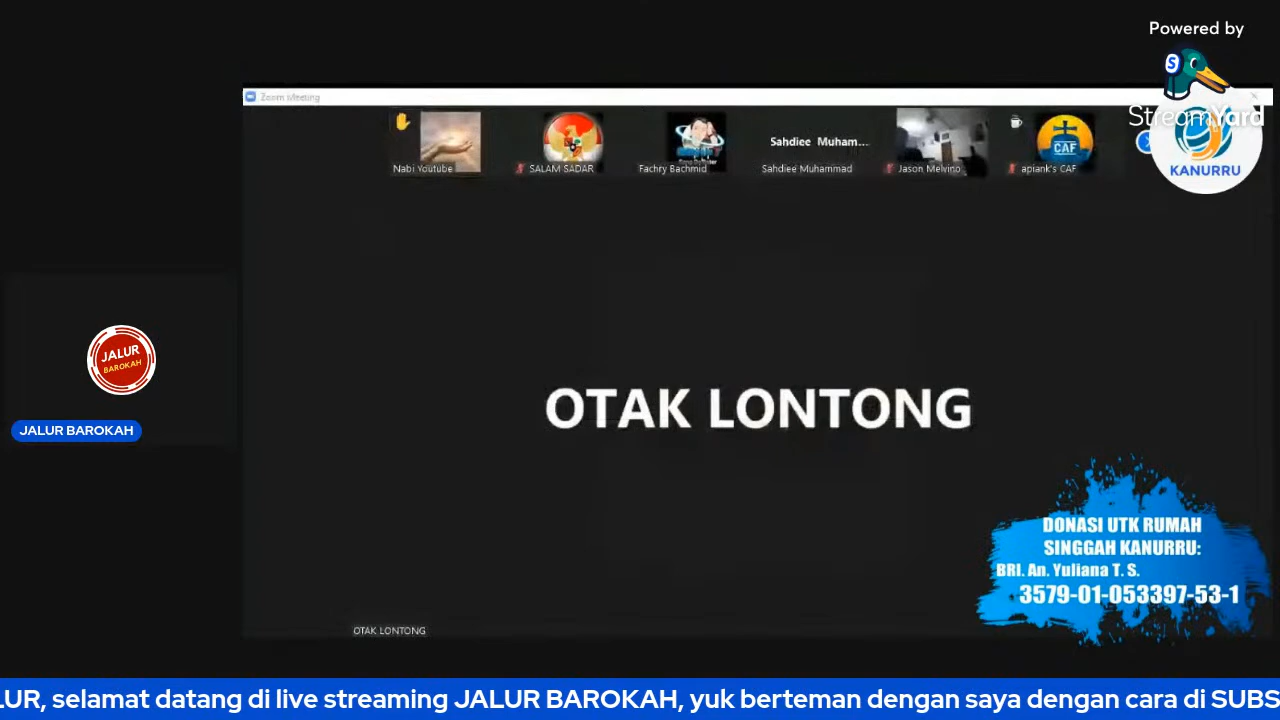 Powered by
StreamYard
Zoom Meeting
Sahdiee Muham...
Nabi Youtube
SALAM SADAR
Fachry Bachmid
Sahdiee Muhammad
Jason Melvino
apiank's CAF
CAF
KANURRU
JALUR
BAROKAH
JALUR BAROKAH
OTAK LONTONG
DONASI UTK RUMAH
SINGGAH KANURRU:
BRI. An. Yuliana T. S.
3579-01-053397-53-1
OTAK LONTONG
LUR, selamat datang di live streaming JALUR BAROKAH, yuk berteman dengan saya dengan cara di SUBS